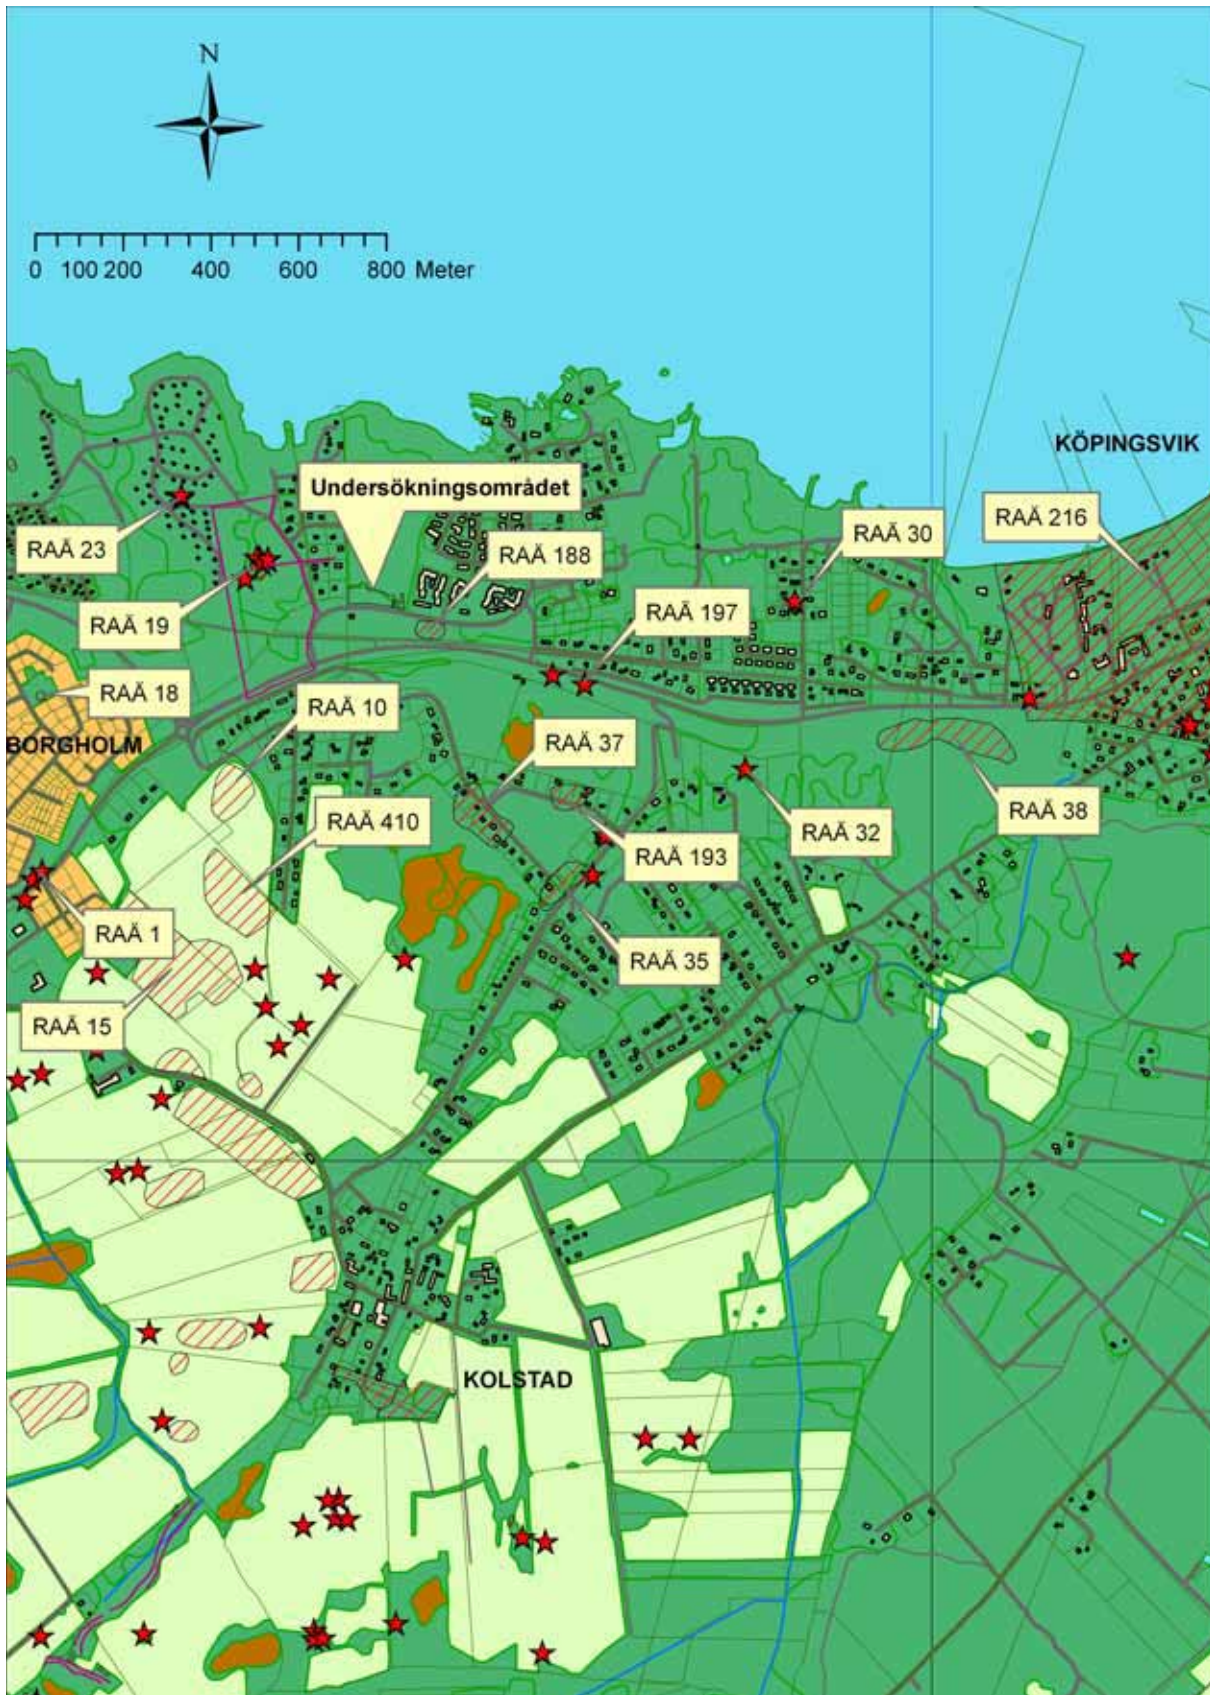 N
0 100 200 400 600 800 Meter
KÖPINGSVIK
Undersökningsområdet
RAÄ 216
RAÄ 30
RAÄ 23
RAÄ 188
RAÄ 197
RAÄ 19
RAÄ 18
RAÄ 10
BORGHOLM
RAÄ 37
RAÄ 38
RAÄ 410
RAÄ 32
RAÄ 193
RAÄ 1
RAÄ 35
RAÄ 15
KOLSTAD